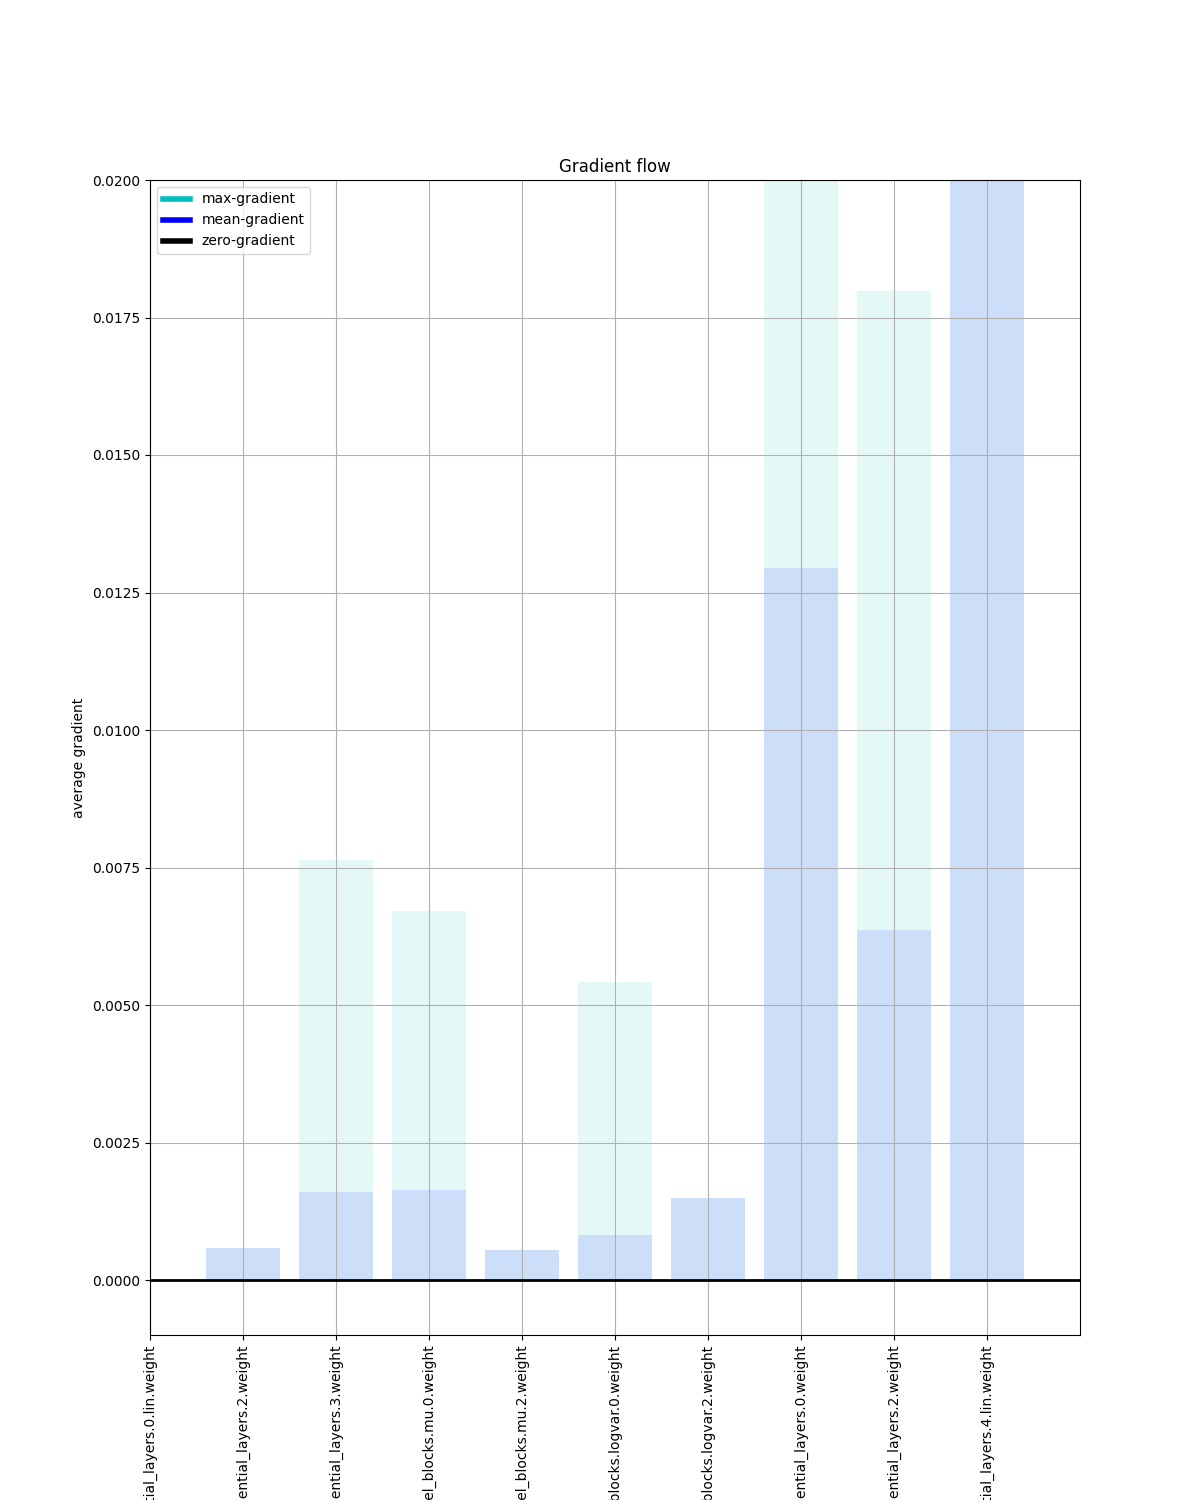 Gradient flow
max-gradient
mean-gradient
zero-gradient
0.0200
0.0175
0.0150
0.0125
0.0100
0.0075
0.0050
0.0025
0.0000
average gradient
tial_layers.0.lin.weight
ential_layers.2.weight
ential_layers.3.weight
el_blocks.mu.0.weight
el_blocks.mu.2.weight
blocks.logvar.0.weight
blocks.logvar.2.weight
ential_layers.0.weight
ential_layers.2.weight
tial_layers.4.lin.weight